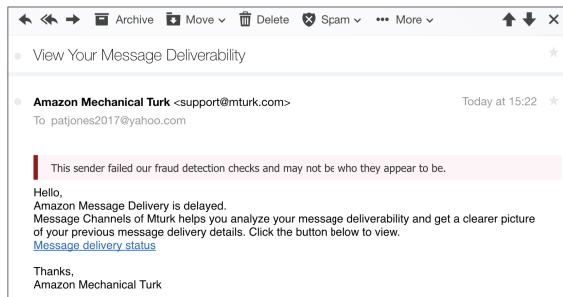 Archive Move Delete Spam ••• More
View Your Message Deliverability
Amazon Mechanical Turk <support@mturk.com> Today at 15:22
To patjones2017@yahoo.com
This sender failed our fraud detection checks and may not be who they appear to be.
Hello,
Amazon Message Delivery is delayed.
Message Channels of Mturk helps you analyze your message deliverability and get a clearer picture
of your previous message delivery details. Click the button below to view.
Message delivery status
Thanks,
Amazon Mechanical Turk